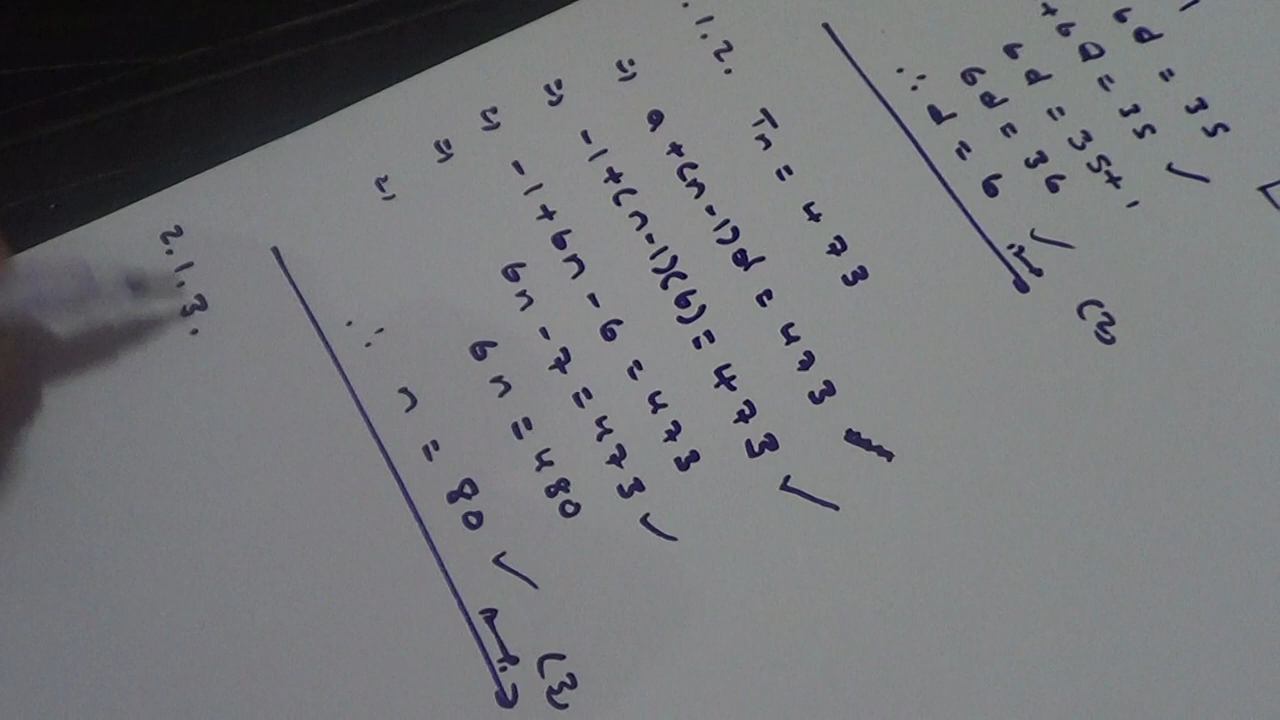 6d = 35
+6d = 35 ✓
6d = 35+1
6d = 36
∴ d = 6 ✓
(3)
.1.2. Tn = 473
=) a+(n-1)d = 473
=) -1+(n-1)(6) = 473 ✓
=) -1+6n-6 = 473
=) 6n-7 = 473 ✓
=) 6n = 480
∴ n = 80 ✓
(3)
2.1.3.